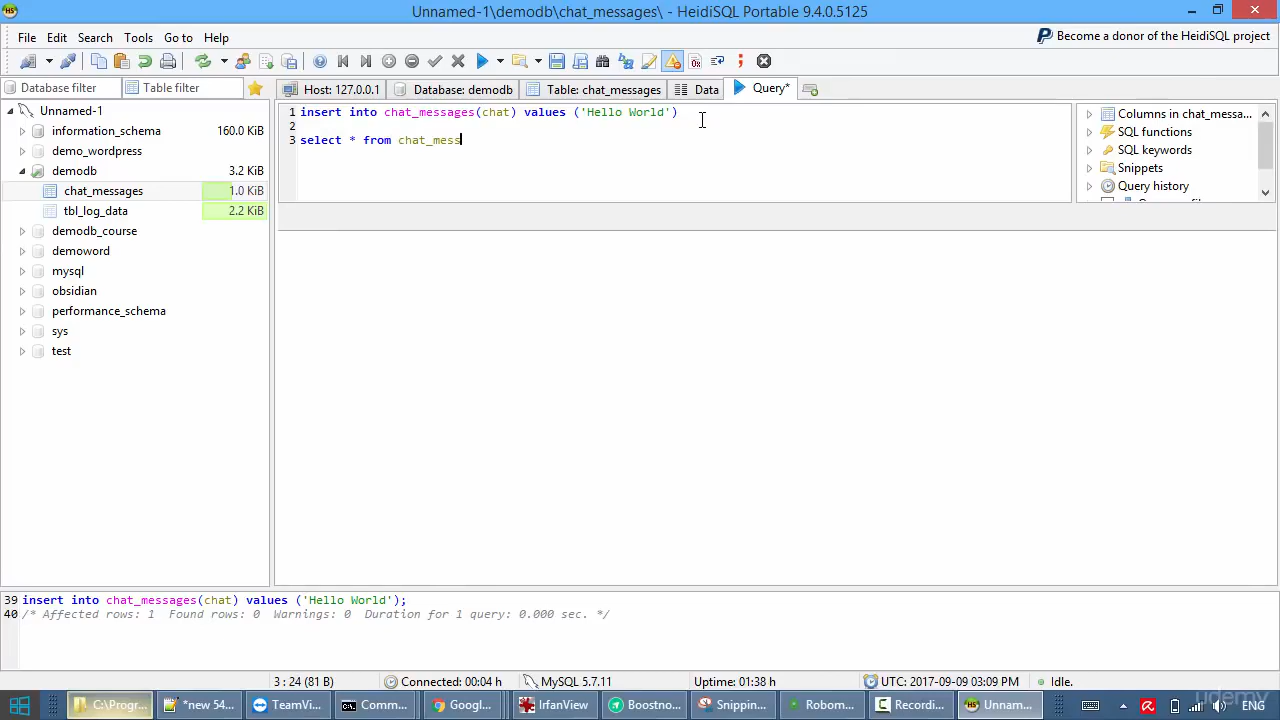 Unnamed-1\demodb\chat_messages\ - HeidiSQL Portable 9.4.0.5125
File Edit Search Tools Go to Help
Become a donor of the HeidiSQL project
Database filter
Table filter
Host: 127.0.0.1
Database: demodb
Table: chat_messages
Data
Query*
Unnamed-1
information_schema 160.0 KiB
demo_wordpress
demodb 3.2 KiB
chat_messages 1.0 KiB
tbl_log_data 2.2 KiB
demodb_course
demoword
mysql
obsidian
performance_schema
sys
test
1 insert into chat_messages(chat) values ('Hello World')
2
3 select * from chat_mess
Columns in chat_messa...
SQL functions
SQL keywords
Snippets
Query history
39 insert into chat_messages(chat) values ('Hello World');
40 /* Affected rows: 1 Found rows: 0 Warnings: 0 Duration for 1 query: 0.000 sec. */
3 : 24 (81 B)
Connected: 00:04 h
MySQL 5.7.11
Uptime: 01:38 h
UTC: 2017-09-09 03:09 PM
Idle.
C:\Progr...
*new 54...
TeamVi...
Comm...
Googl...
IrfanView
Boostno...
Snippin...
Robom...
Recordi...
Unnam...
ENG
udemy